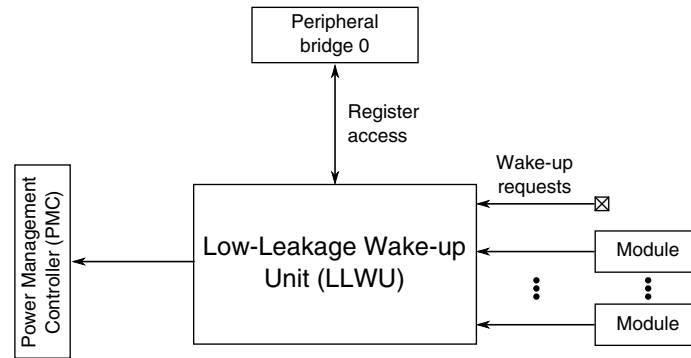 Peripheral
bridge 0
Register
access
Wake-up
requests
Power Management
Controller (PMC)
Low-Leakage Wake-up
Unit (LLWU)
Module
Module